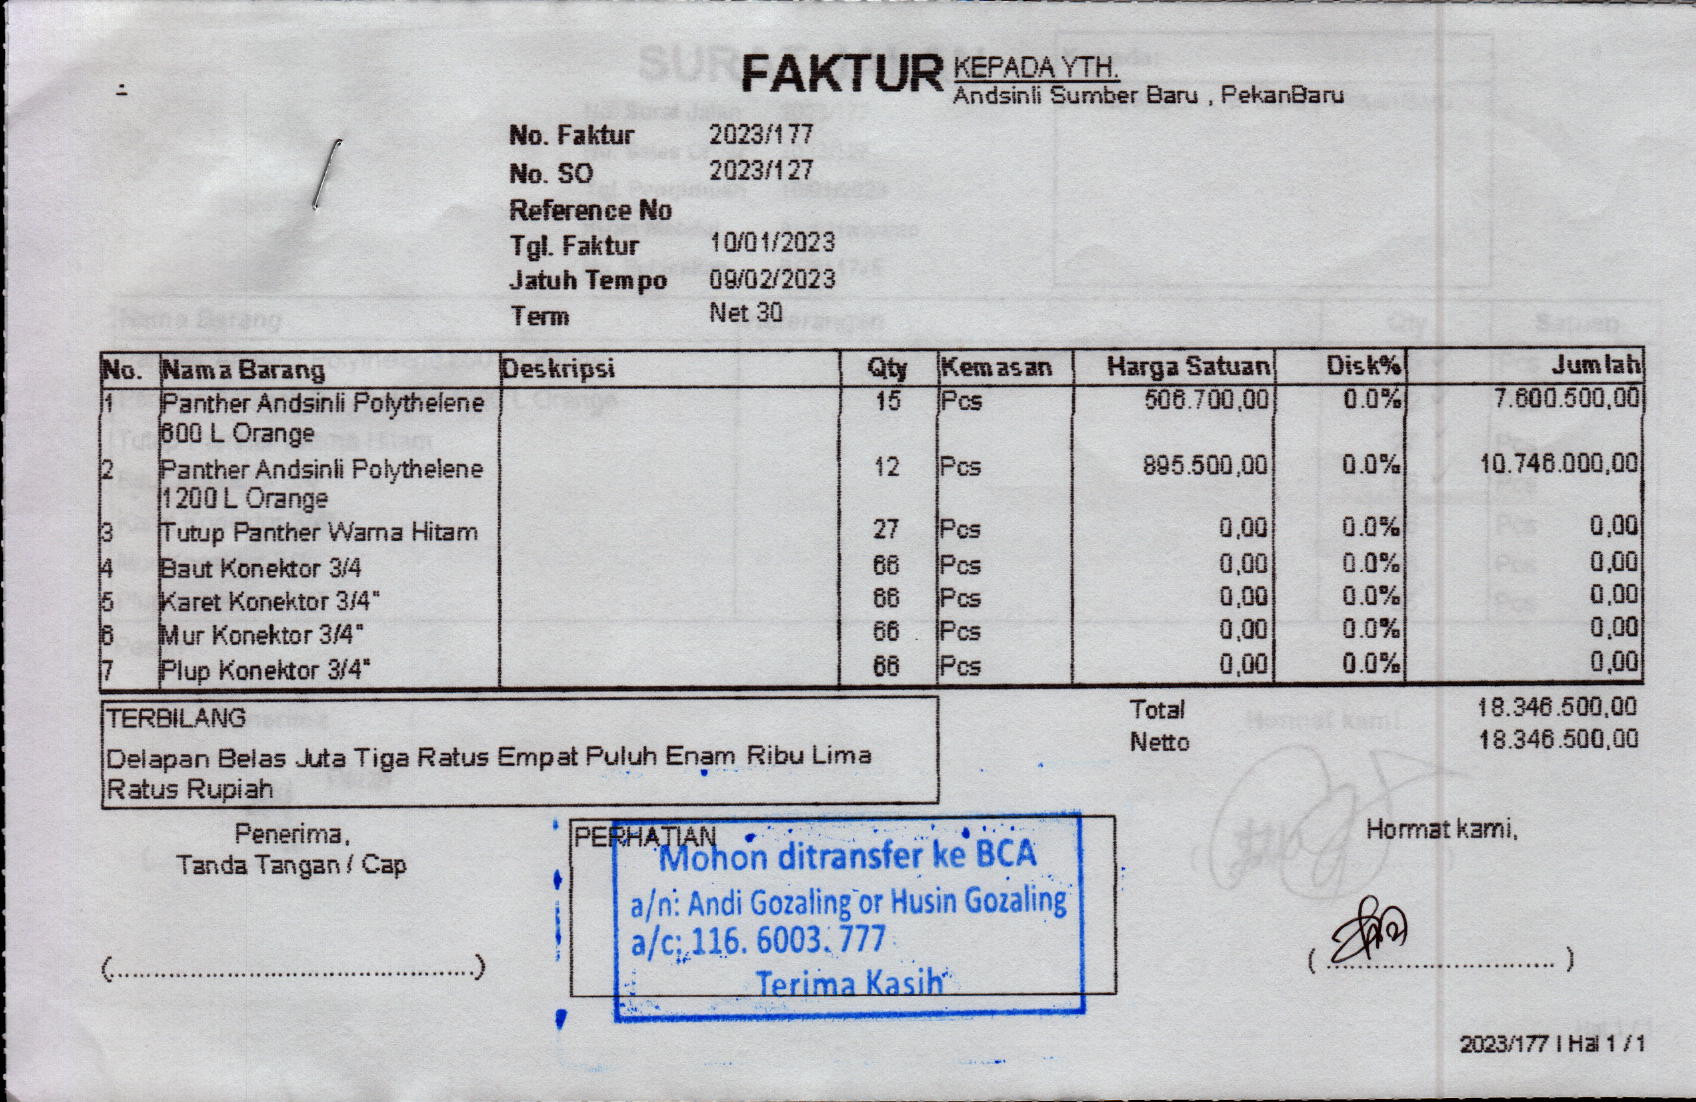 FAKTUR
KEPADA YTH.
Andsinli Sumber Baru , PekanBaru
No. Faktur 2023/177
No. SO 2023/127
Reference No
Tgl. Faktur 10/01/2023
Jatuh Tempo 09/02/2023
Term Net 30
No. Nama Barang Deskripsi Qty Kemasan Harga Satuan Disk% Jumlah
1 Panther Andsinli Polythelene 15 Pcs 506.700,00 0.0% 7.600.500,00
600 L Orange
2 Panther Andsinli Polythelene 12 Pcs 895.500,00 0.0% 10.746.000,00
1200 L Orange
3 Tutup Panther Warna Hitam 27 Pcs 0,00 0.0% 0,00
4 Baut Konektor 3/4 66 Pcs 0,00 0.0% 0,00
5 Karet Konektor 3/4" 66 Pcs 0,00 0.0% 0,00
6 Mur Konektor 3/4" 66 Pcs 0,00 0.0% 0,00
7 Plup Konektor 3/4" 66 Pcs 0,00 0.0% 0,00
TERBILANG
Delapan Belas Juta Tiga Ratus Empat Puluh Enam Ribu Lima
Ratus Rupiah
Total 18.346.500,00
Netto 18.346.500,00
Penerima,
Tanda Tangan / Cap
(................................................)
PERHATIAN
Mohon ditransfer ke BCA
a/n: Andi Gozaling or Husin Gozaling
a/c: 116. 6003. 777
Terima Kasih
Hormat kami,
( .............................. )
2023/177 | Hal 1 / 1